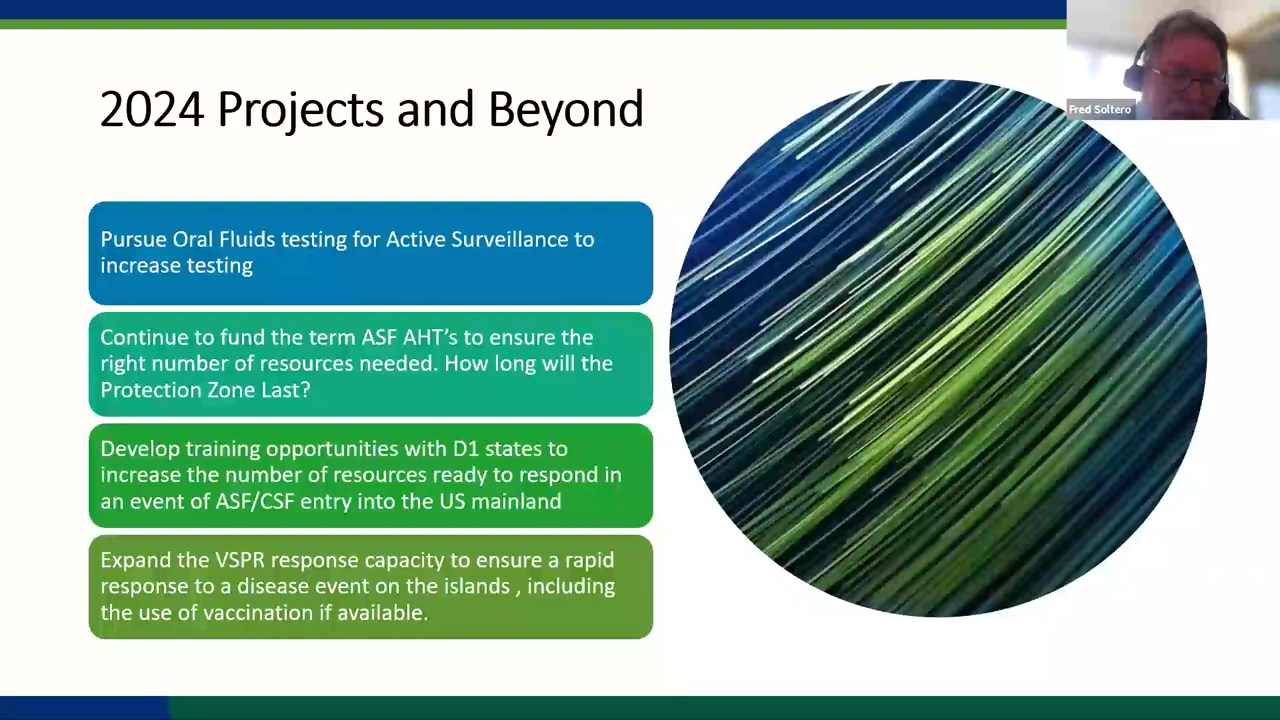 2024 Projects and Beyond
Fred Soltero
Pursue Oral Fluids testing for Active Surveillance to
increase testing
Continue to fund the term ASF AHT's to ensure the
right number of resources needed. How long will the
Protection Zone Last?
Develop training opportunities with D1 states to
increase the number of resources ready to respond in
an event of ASF/CSF entry into the US mainland
Expand the VSPR response capacity to ensure a rapid
response to a disease event on the islands , including
the use of vaccination if available.